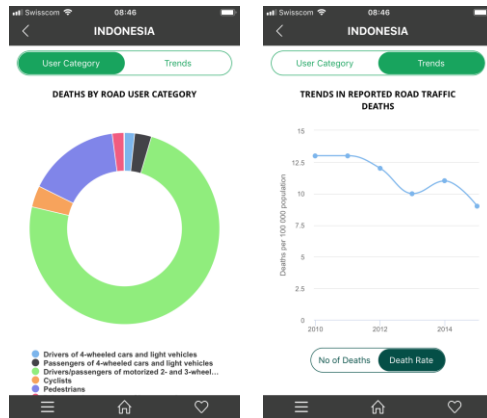 Swisscom
08:46
INDONESIA
User Category
Trends
DEATHS BY ROAD USER CATEGORY
Drivers of 4-wheeled cars and light vehicles
Passengers of 4-wheeled cars and light vehicles
Drivers/passengers of motorized 2- and 3-wheel...
Cyclists
Pedestrians
Swisscom
08:46
INDONESIA
User Category
Trends
TRENDS IN REPORTED ROAD TRAFFIC
DEATHS
Deaths per 100 000 population
15
12.5
10
7.5
5
2.5
0
2010
2012
2014
No of Deaths
Death Rate